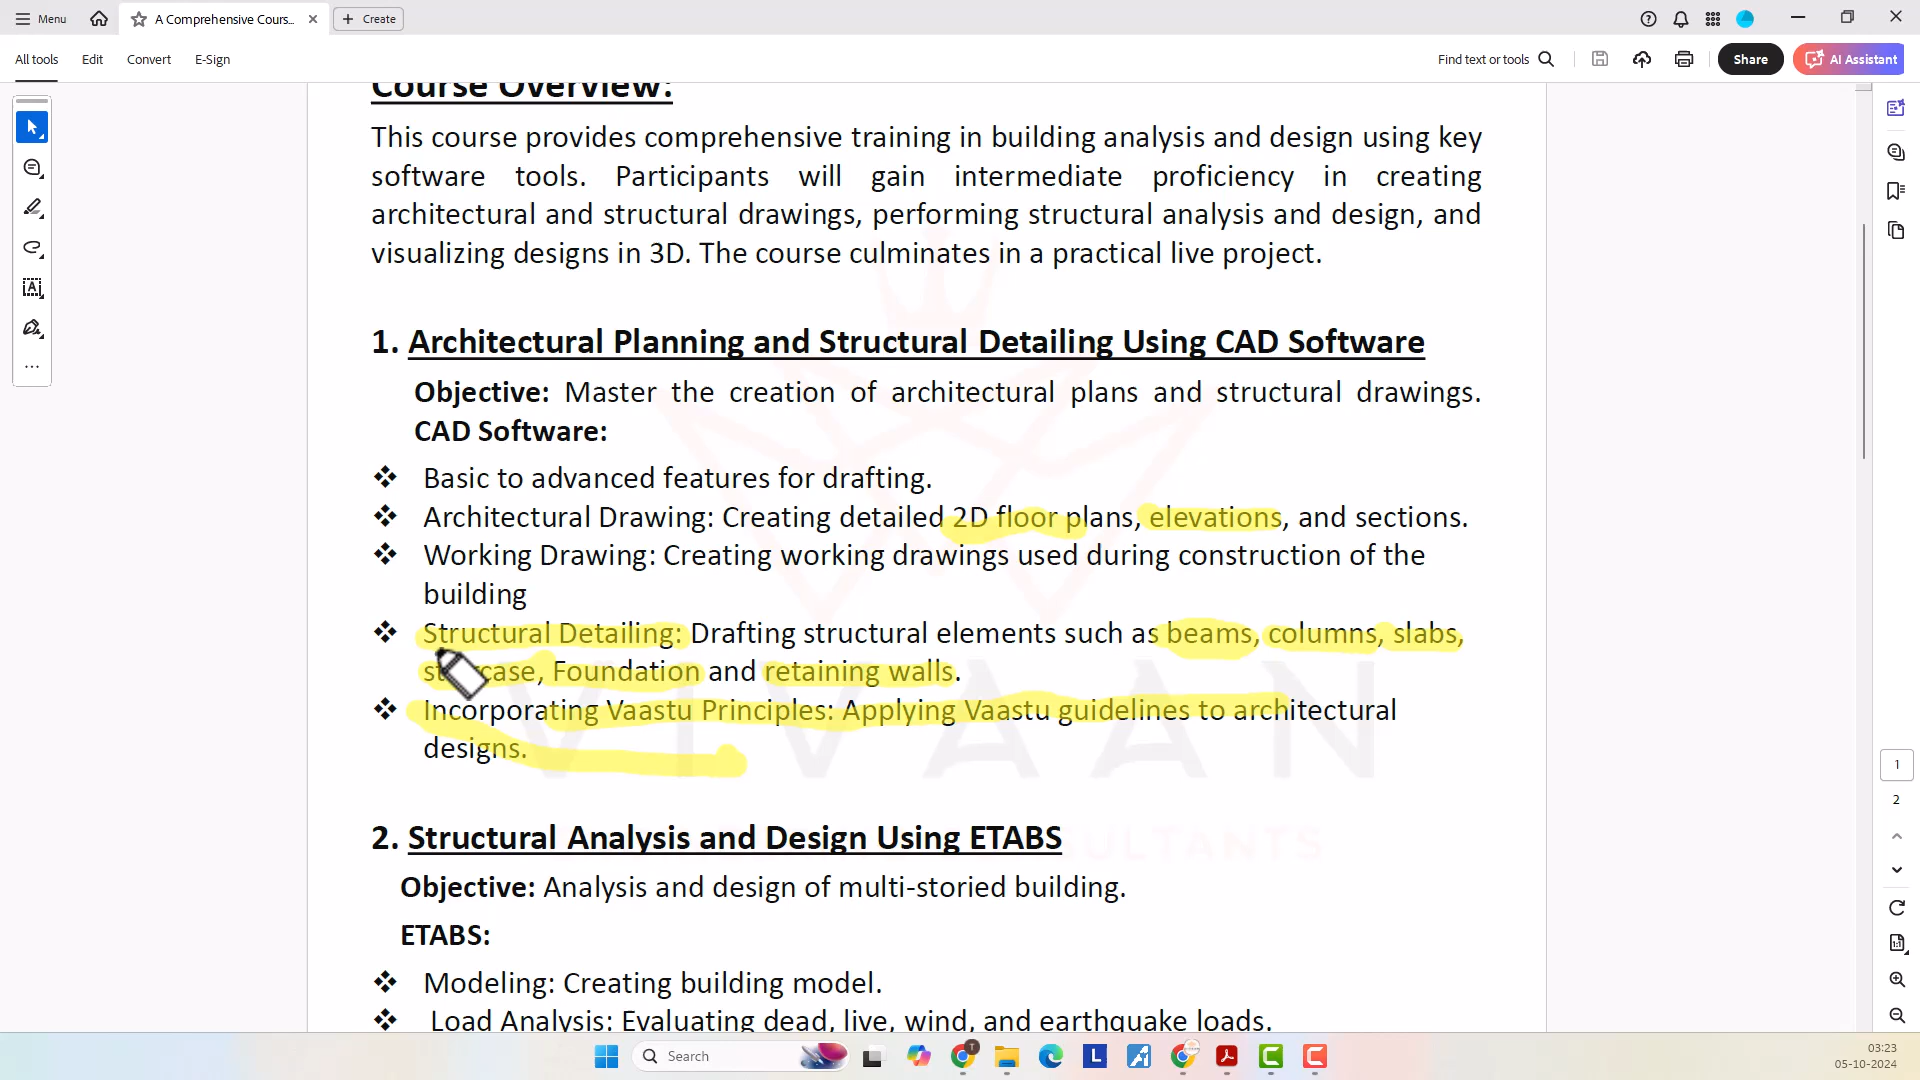 Menu
A Comprehensive Cours...
Create
All tools
Edit
Convert
E-Sign
Find text or tools
Share
AI Assistant
Course Overview:
This course provides comprehensive training in building analysis and design using key
software tools. Participants will gain intermediate proficiency in creating
architectural and structural drawings, performing structural analysis and design, and
visualizing designs in 3D. The course culminates in a practical live project.
1. Architectural Planning and Structural Detailing Using CAD Software
Objective: Master the creation of architectural plans and structural drawings.
CAD Software:
❖ Basic to advanced features for drafting.
❖ Architectural Drawing: Creating detailed 2D floor plans, elevations, and sections.
❖ Working Drawing: Creating working drawings used during construction of the
building
❖ Structural Detailing: Drafting structural elements such as beams, columns, slabs,
staircase, Foundation and retaining walls.
❖ Incorporating Vaastu Principles: Applying Vaastu guidelines to architectural
designs.
VIVAAN
2. Structural Analysis and Design Using ETABS
Objective: Analysis and design of multi-storied building.
ETABS:
❖ Modeling: Creating building model.
❖ Load Analysis: Evaluating dead, live, wind, and earthquake loads.
1
2
Search
03:23
05-10-2024